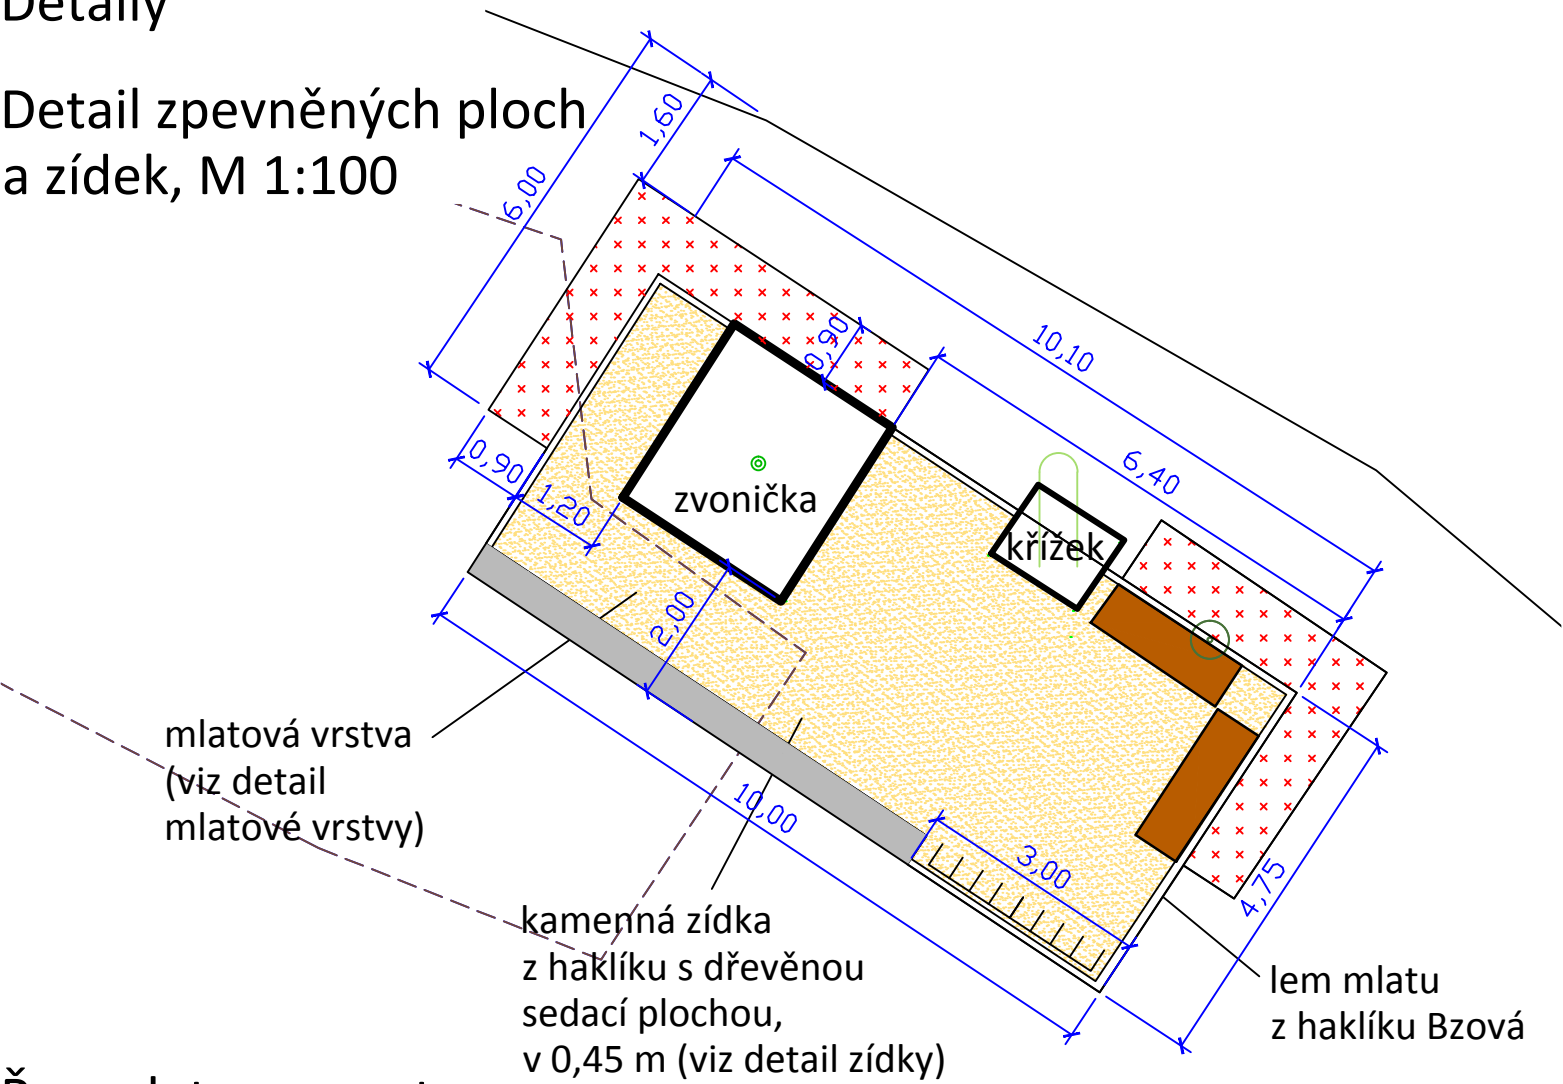 Detaily
Detail zpevněných ploch
a zídek, M 1:100
1,60
6,00
10,10
0,90
6,40
0,90
1,20
zvonička
křížek
2,00
mlatová vrstva
(viz detail
mlatové vrstvy)
10,00
3,00
4,75
kamenná zídka
z haklíku s dřevěnou
sedací plochou,
v 0,45 m (viz detail zídky)
lem mlatu
z haklíku Bzová